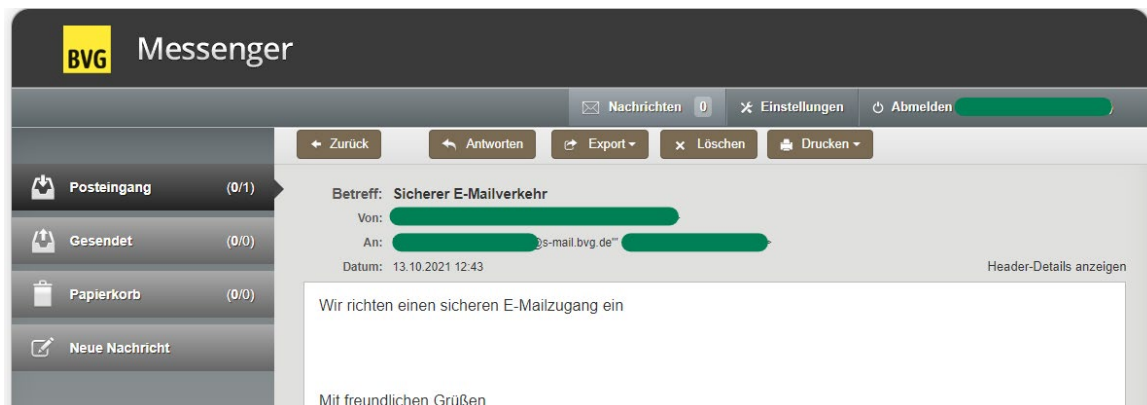 BVG Messenger
Nachrichten 0 Einstellungen Abmelden
Zurück Antworten Export Löschen Drucken
Posteingang (0/1)
Gesendet (0/0)
Papierkorb (0/0)
Neue Nachricht
Betreff: Sicherer E-Mailverkehr
Von:
An: s-mail.bvg.de"
Datum: 13.10.2021 12:43
Header-Details anzeigen
Wir richten einen sicheren E-Mailzugang ein
Mit freundlichen Grüßen